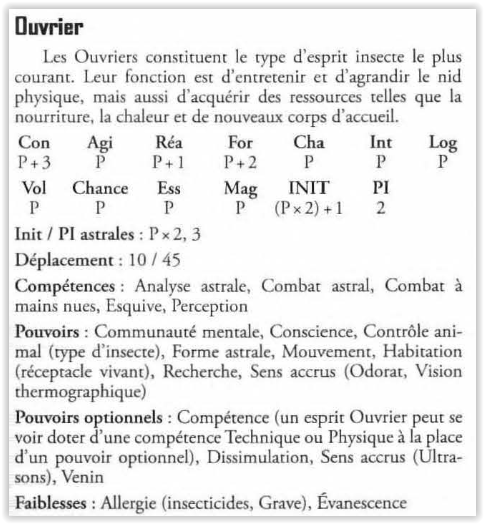 Ouvrier
Les Ouvriers constituent le type d'esprit insecte le plus
courant. Leur fonction est d'entretenir et d'agrandir le nid
physique, mais aussi d'acquérir des ressources telles que la
nourriture, la chaleur et de nouveaux corps d'accueil.
Con Agi Réa For Cha Int Log
P+3 P P+1 P+2 P P P
Vol Chance Ess Mag INIT PI
P P P P (P×2)+1 2
Init / PI astrales : P×2, 3
Déplacement : 10 / 45
Compétences : Analyse astrale, Combat astral, Combat à
mains nues, Esquive, Perception
Pouvoirs : Communauté mentale, Conscience, Contrôle ani-
mal (type d'insecte), Forme astrale, Mouvement, Habitation
(réceptacle vivant), Recherche, Sens accrus (Odorat, Vision
thermographique)
Pouvoirs optionnels : Compétence (un esprit Ouvrier peut se
voir doter d'une compétence Technique ou Physique à la place
d'un pouvoir optionnel), Dissimulation, Sens accrus (Ultra-
sons), Venin
Faiblesses : Allergie (insecticides, Grave), Évanescence